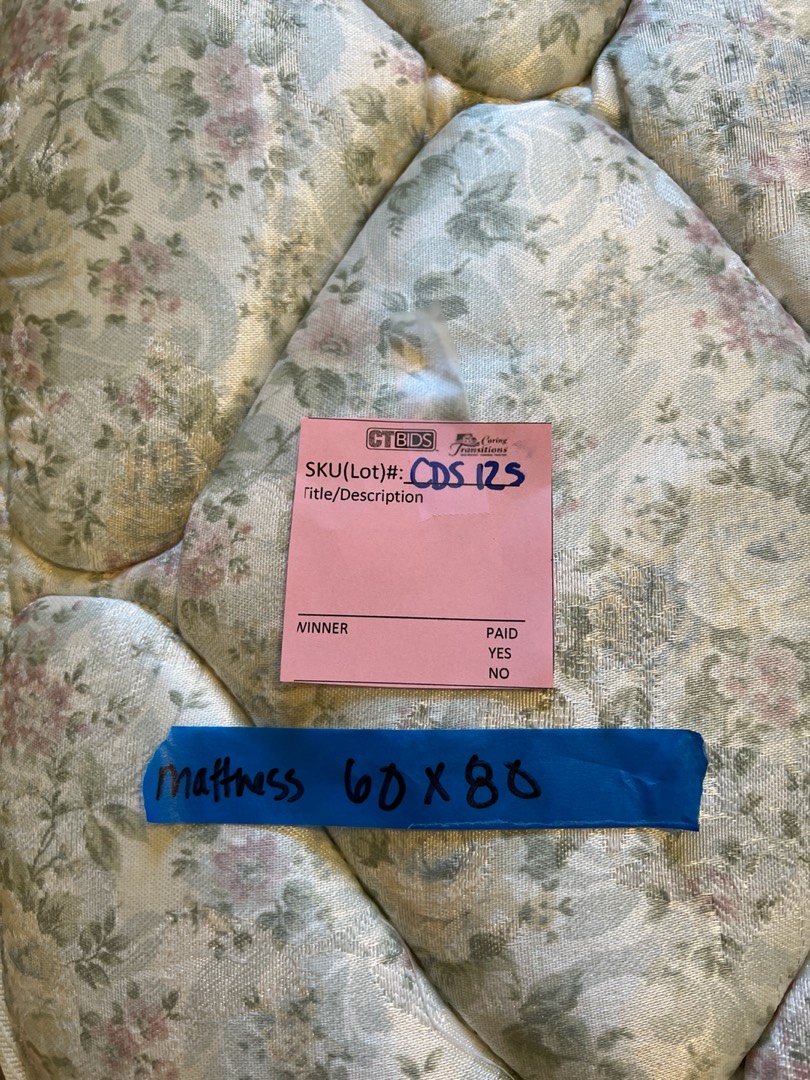 CTBIDS Caring Transitions
SKU(Lot)#: CDS 125
Title/Description
WINNER PAID
YES
NO
mattress 60 x 80